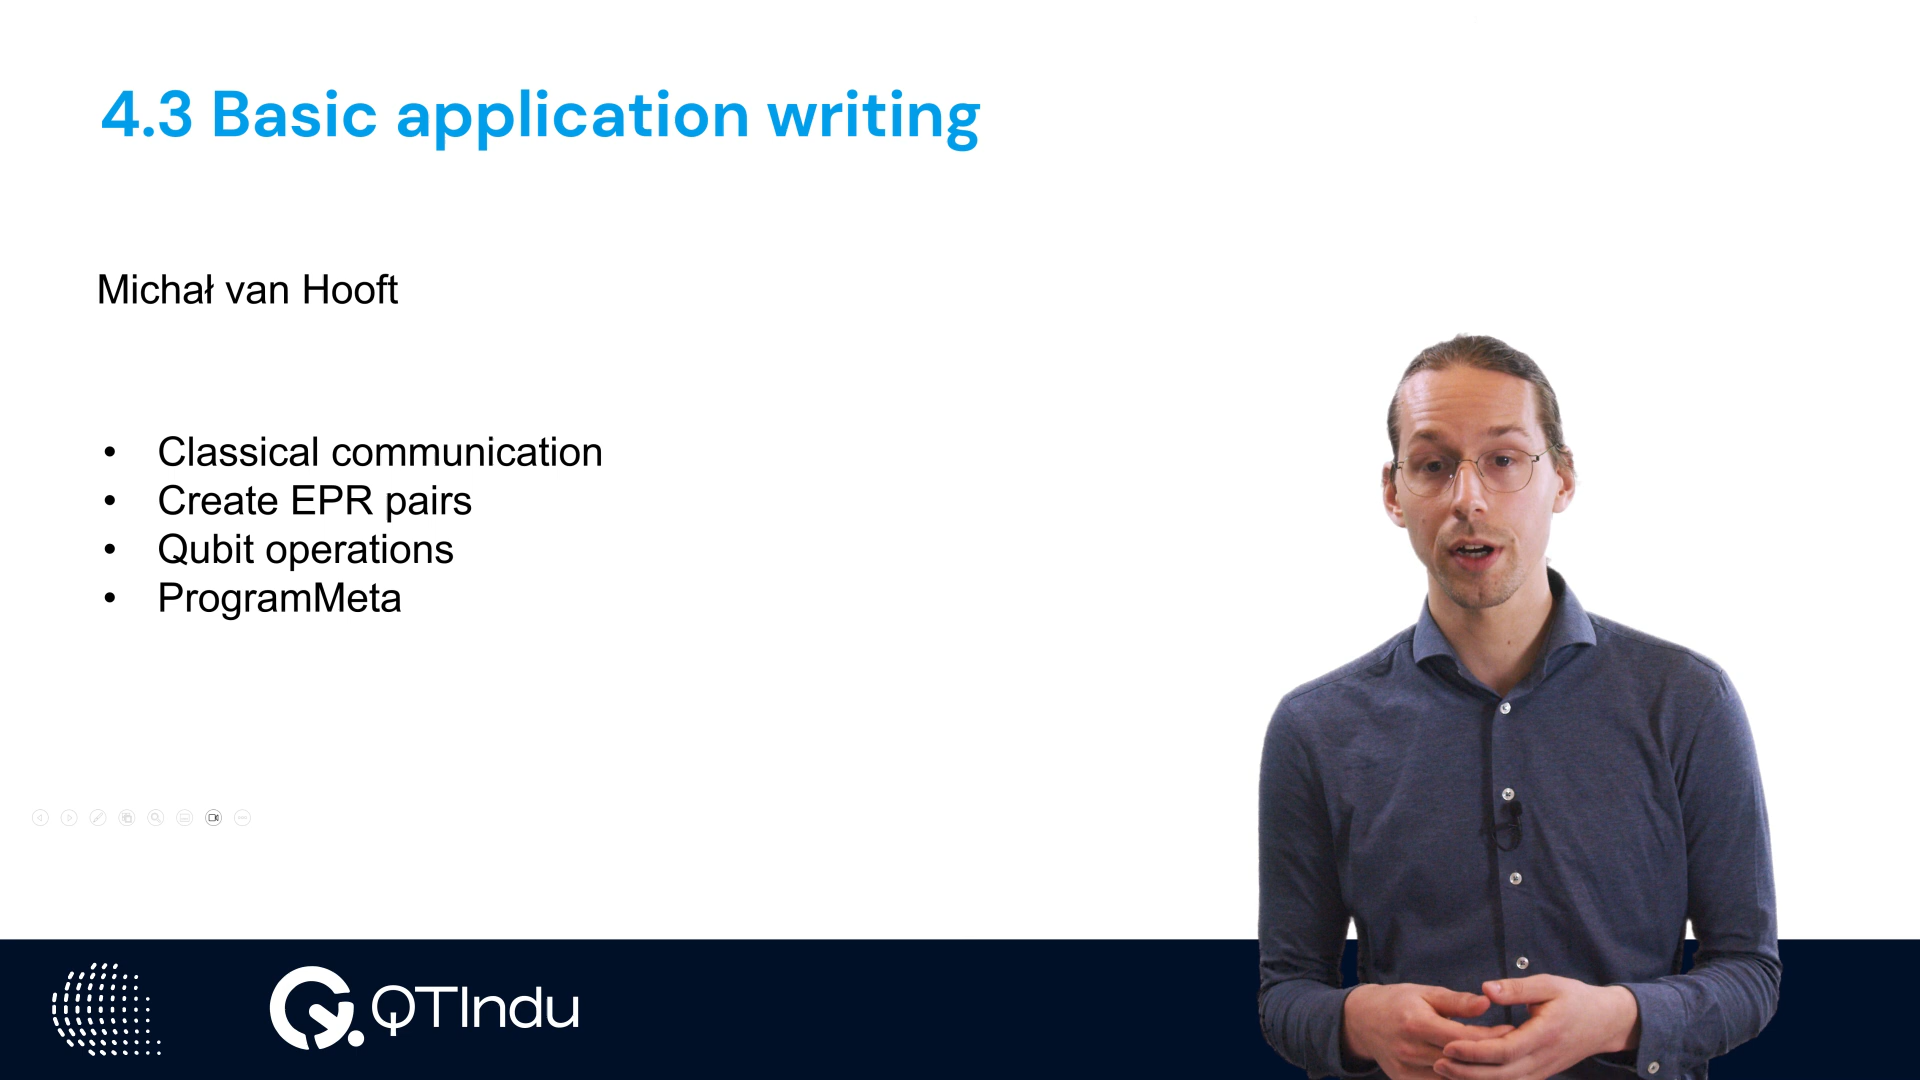 4.3 Basic application writing
Michał van Hooft
• Classical communication
• Create EPR pairs
• Qubit operations
• ProgramMeta
QTIndu